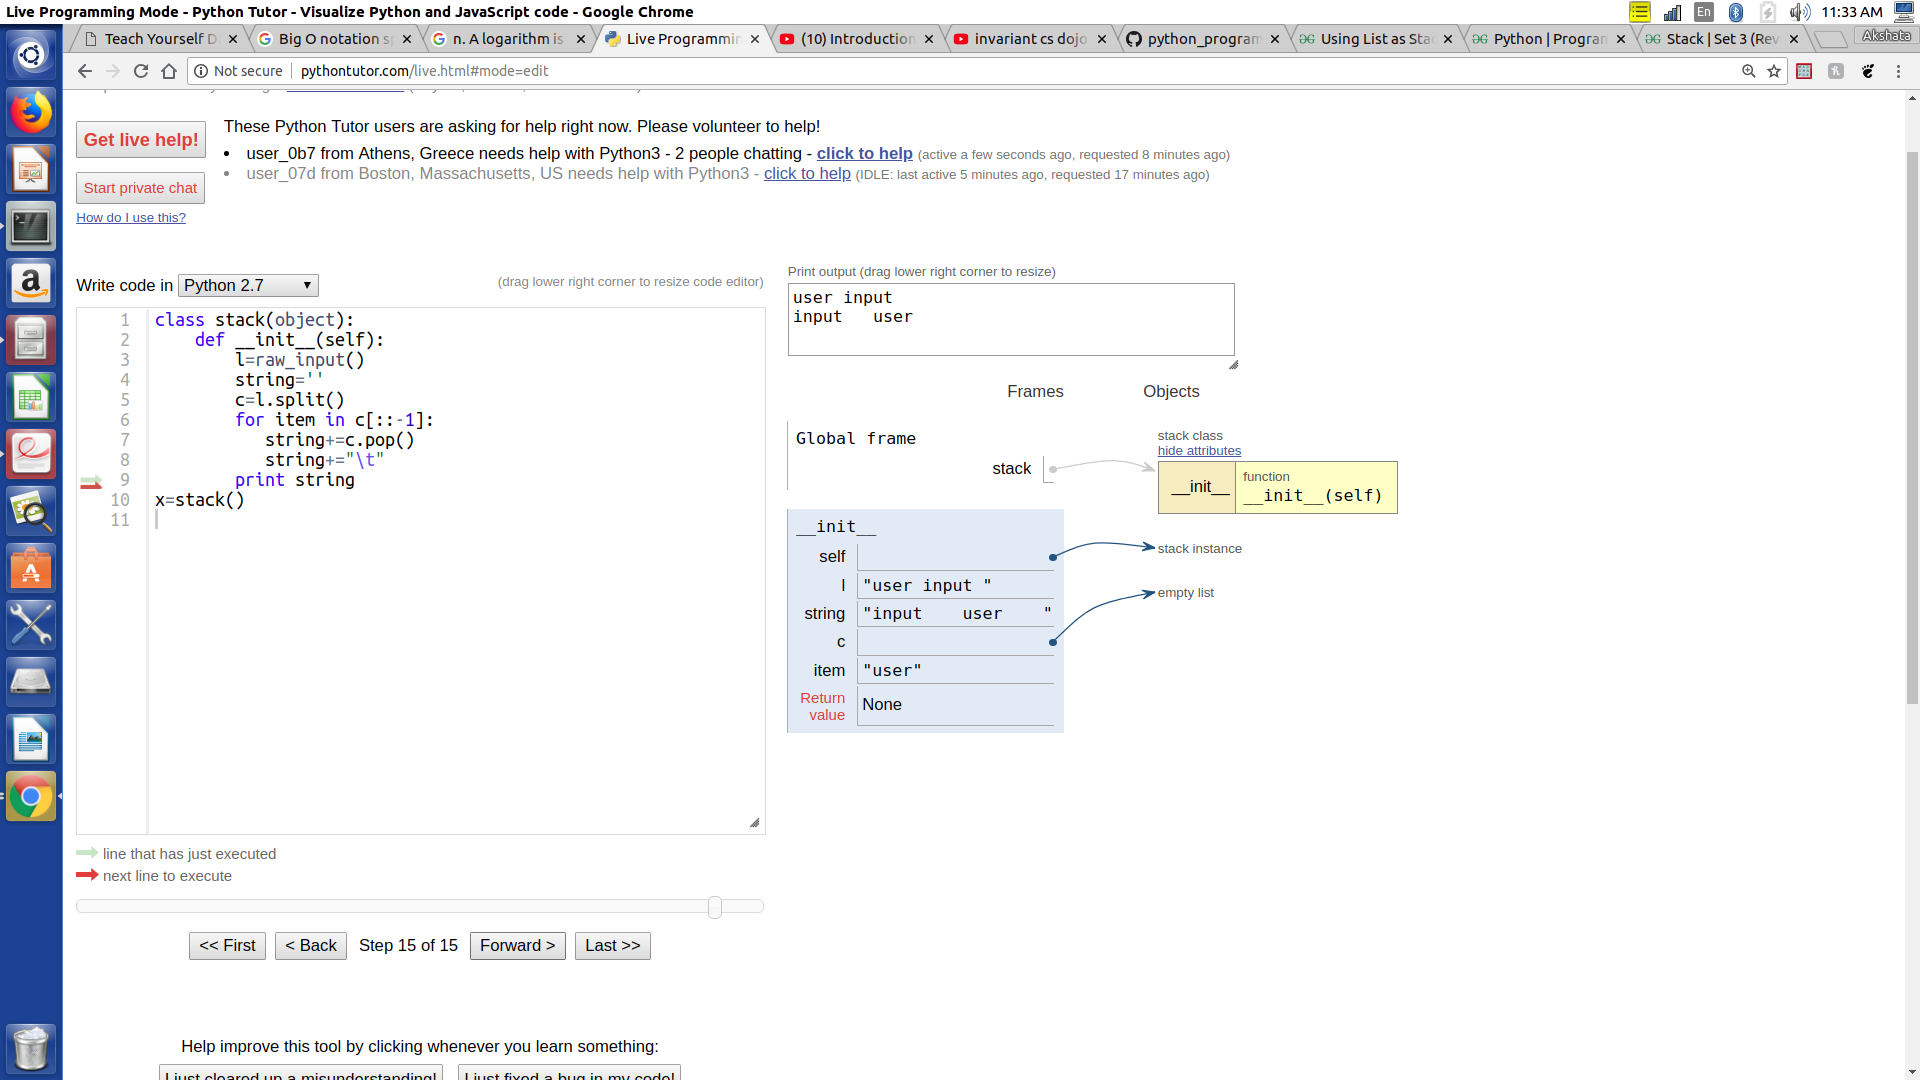 Live Programming Mode - Python Tutor - Visualize Python and JavaScript code - Google Chrome
En
11:33 AM
Teach Yourself D
Big O notation s
n. A logarithm is
Live Programmin
(10) Introduction
invariant cs dojo
python_program
Using List as Sta
Python | Program
Stack | Set 3 (Rev
Akshata
Not secure
pythontutor.com/live.html#mode=edit
Get live help!
Start private chat
How do I use this?
These Python Tutor users are asking for help right now. Please volunteer to help!
user_0b7 from Athens, Greece needs help with Python3 - 2 people chatting - click to help (active a few seconds ago, requested 8 minutes ago)
user_07d from Boston, Massachusetts, US needs help with Python3 - click to help (IDLE: last active 5 minutes ago, requested 17 minutes ago)
Write code in Python 2.7
(drag lower right corner to resize code editor)
1 class stack(object):
2 def __init__(self):
3 l=raw_input()
4 string=''
5 c=l.split()
6 for item in c[::-1]:
7 string+=c.pop()
8 string+="\t"
9 print string
10 x=stack()
11
line that has just executed
next line to execute
<< First
< Back
Step 15 of 15
Forward >
Last >>
Help improve this tool by clicking whenever you learn something:
I just cleared up a misunderstanding!
I just fixed a bug in my code!
Print output (drag lower right corner to resize)
user input
input user
Frames
Objects
Global frame
stack
stack class
hide attributes
__init__
function
__init__(self)
__init__
self
stack instance
l "user input "
string "input user "
c
empty list
item "user"
Return value None